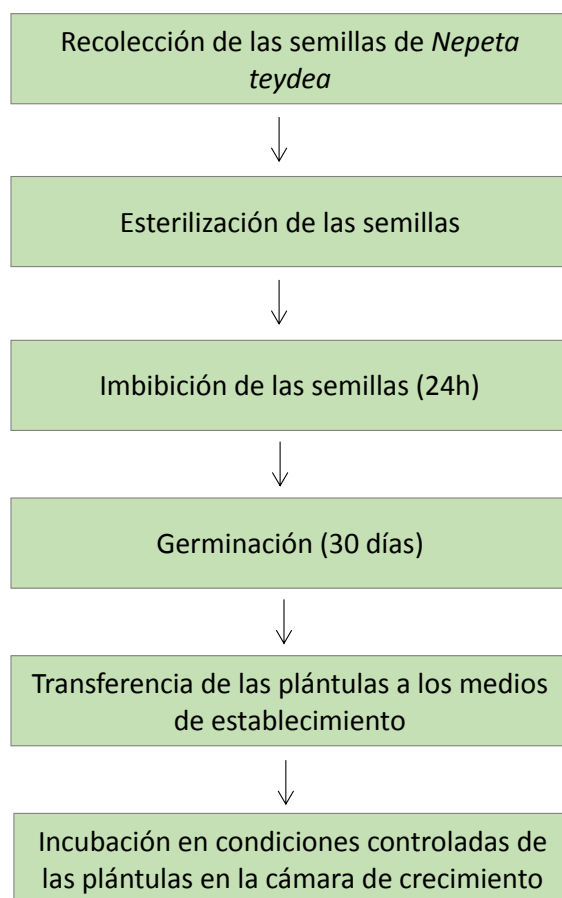 Recolección de las semillas de Nepeta
teydea
Esterilización de las semillas
Imbibición de las semillas (24h)
Germinación (30 días)
Transferencia de las plántulas a los medios
de establecimiento
Incubación en condiciones controladas de
las plántulas en la cámara de crecimiento